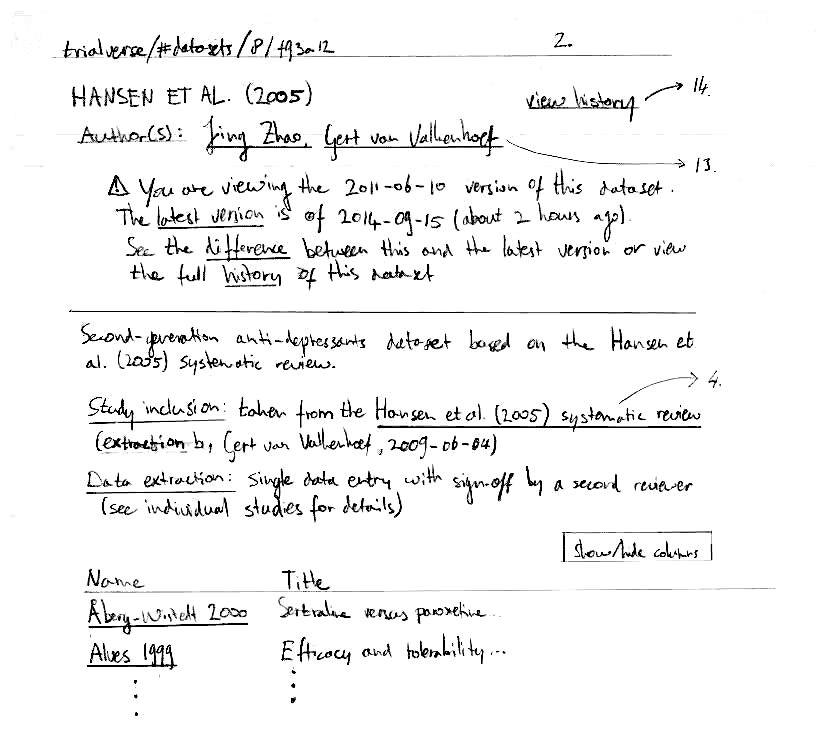 trialverse/#datasets/8/f93a12 2.
HANSEN ET AL. (2005) view history → 14.
Author(s): Jing Zhao, Gert van Valkenhoef → 13.
⚠ You are viewing the 2011-06-10 version of this dataset.
The latest version is of 2014-09-15 (about 2 hours ago).
See the difference between this and the latest version or view
the full history of this dataset
Second-generation anti-depressants dataset based on the Hansen et
al. (2005) systematic review.
→ 4.
Study inclusion: taken from the Hansen et al. (2005) systematic review
(extraction by Gert van Valkenhoef, 2009-06-04)
Data extraction: Single data entry with sign-off by a second reviewer
(see individual studies for details)
Show/hide columns
Name Title
Åberg-Wistedt 2000 Sertraline versus paroxetine...
Alves 1999 Efficacy and tolerability...